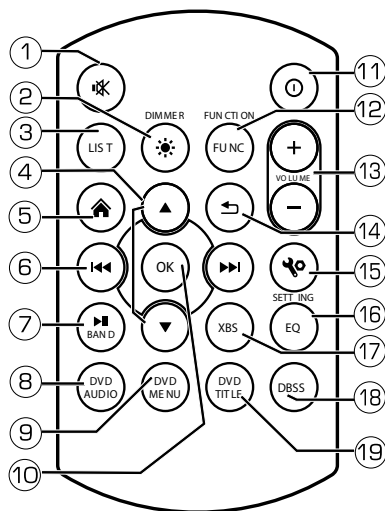 1
11
2
DIMMER
FUNCTION
12
3
LIST
FUNC
+
VOLUME
13
4
−
5
14
6
OK
15
SETTING
7
BAND
XBS
EQ
16
17
8
DVD
AUDIO
DVD
MENU
DVD
TITLE
DBSS
18
9
10
19